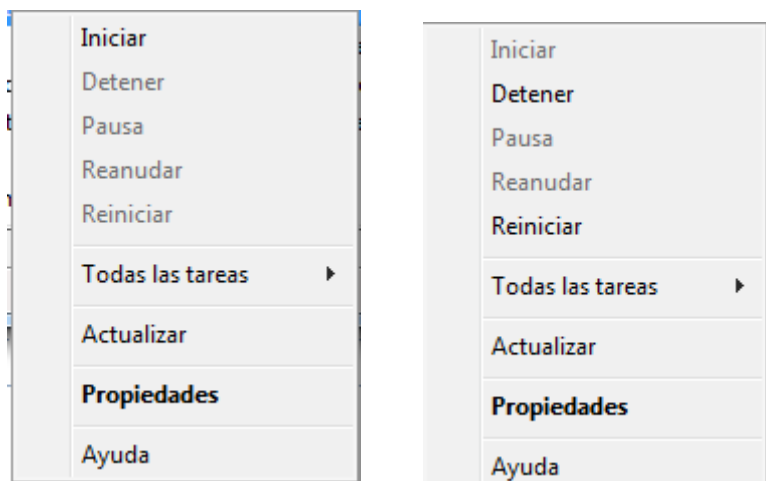 Iniciar
Detener
Pausa
Reanudar
Reiniciar
Todas las tareas
Actualizar
Propiedades
Ayuda
Iniciar
Detener
Pausa
Reanudar
Reiniciar
Todas las tareas
Actualizar
Propiedades
Ayuda